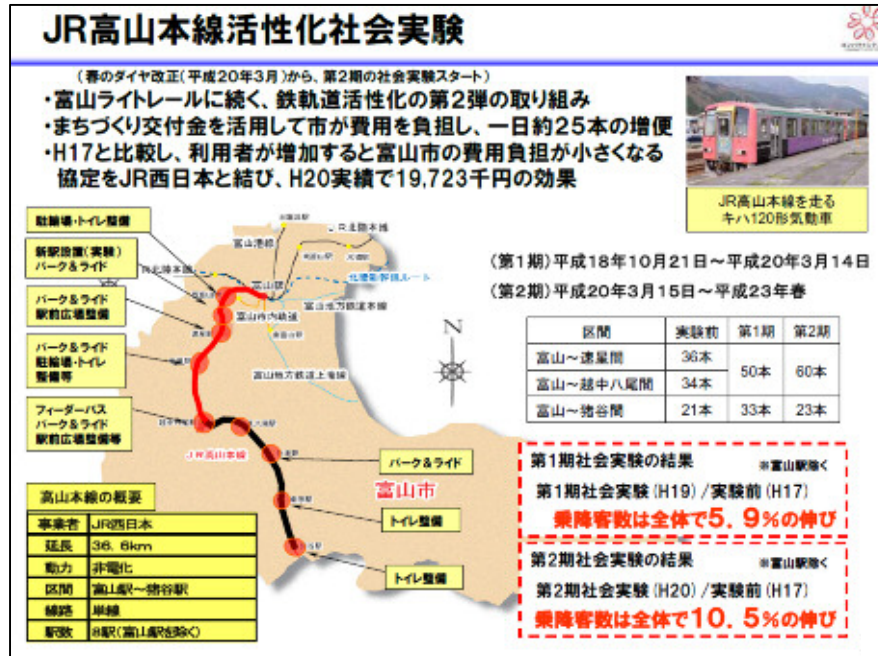 JR高山本線活性化社会実験
(春のダイヤ改正(平成20年3月)から、第2期の社会実験スタート)
・富山ライトレールに続く、鉄軌道活性化の第2弾の取り組み
・まちづくり交付金を活用して市が費用を負担し、一日約25本の増便
・H17と比較し、利用者が増加すると富山市の費用負担が小さくなる
協定をJR西日本と結び、H20実績で19,723千円の効果
JR高山本線を走る
キハ120形気動車
駐輪場・トイレ整備
新駅設置(実験)
パーク&ライド
パーク&ライド
駅前広場整備
パーク&ライド
駐輪場・トイレ
整備等
フィーダーバス
パーク&ライド
駅前広場整備等
JR北陸本線
富山港線
北陸新幹線ルート
富山駅
富山地方鉄道本線
富山市内軌道
富山地方鉄道上滝線
N
JR高山本線
富山市
パーク&ライド
トイレ整備
トイレ整備
(第1期)平成18年10月21日~平成20年3月14日
(第2期)平成20年3月15日~平成23年春
区間 実験前 第1期 第2期
富山~速星間 36本 50本 60本
富山~越中八尾間 34本
富山~猪谷間 21本 33本 23本
第1期社会実験の結果 ※富山駅除く
第1期社会実験(H19)/実験前(H17)
乗降客数は全体で5.9%の伸び
第2期社会実験の結果 ※富山駅除く
第2期社会実験(H20)/実験前(H17)
乗降客数は全体で10.5%の伸び
高山本線の概要
事業者 JR西日本
延長 36.6km
動力 非電化
区間 富山駅~猪谷駅
線路 単線
駅数 8駅(富山駅を除く)